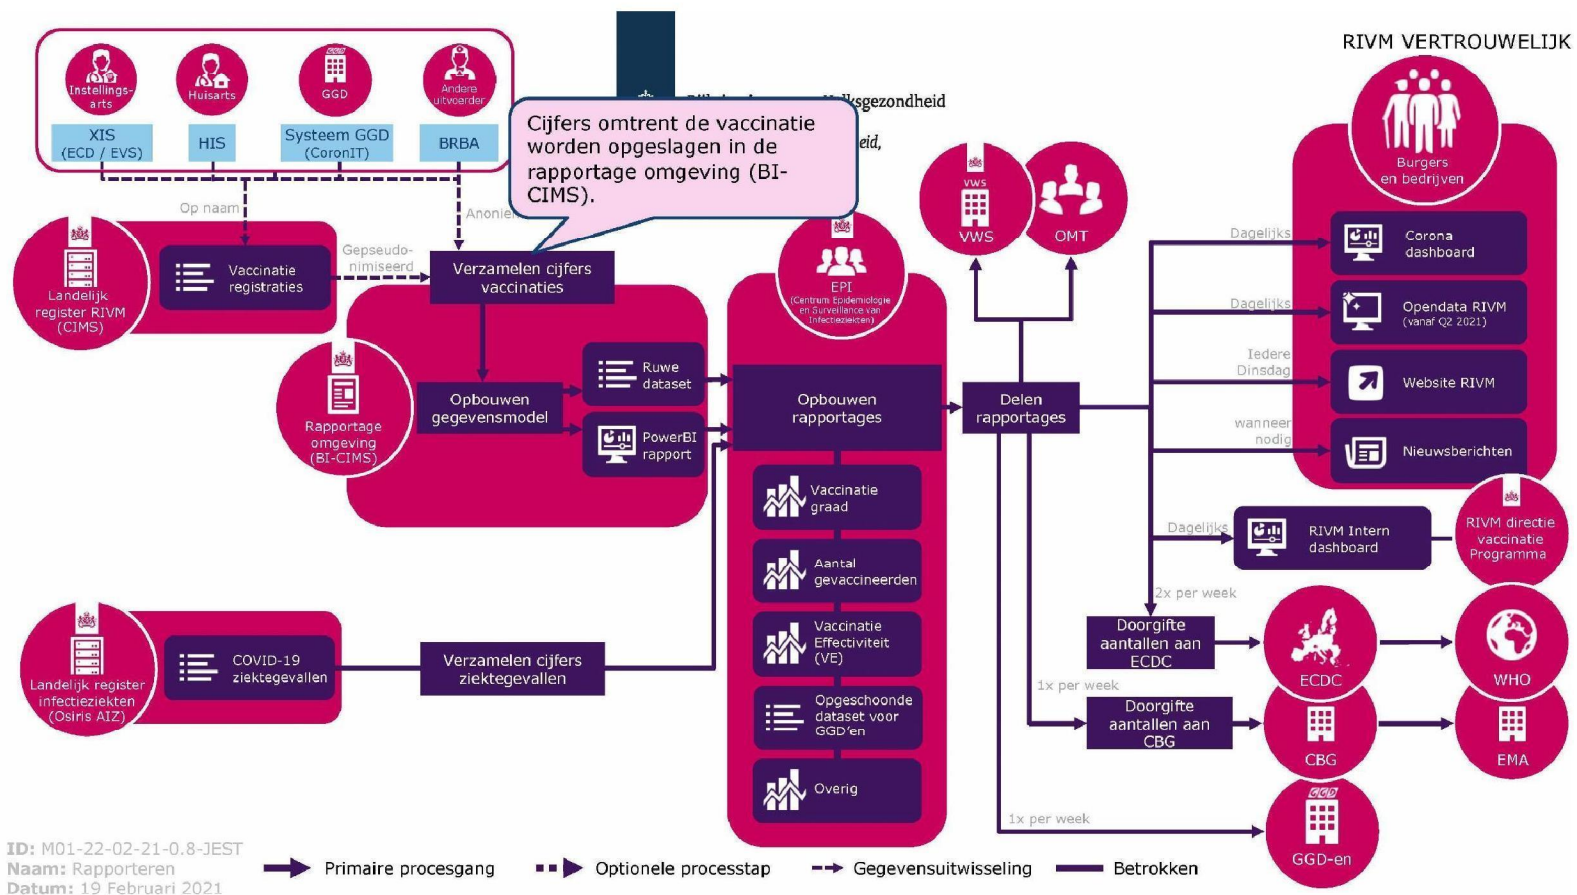 RIVM VERTROUWELIJK
Instellings-
arts
Huisarts
GGD
GGD
Andere
uitvoerder
XIS
(ECD / EVS)
HIS
Systeem GGD
(CoronIT)
BRBA
Volksgezondheid
eid,
Cijfers omtrent de vaccinatie
worden opgeslagen in de
rapportage omgeving (BI-
CIMS).
Op naam
Anoniem
Landelijk
register RIVM
(CIMS)
Vaccinatie
registraties
Gepseudo-
nimiseerd
Verzamelen cijfers
vaccinaties
Rapportage
omgeving
(BI-CIMS)
Opbouwen
gegevensmodel
Ruwe
dataset
PowerBI
rapport
EPI
(Centrum Epidemiologie
en Surveillance van
Infectieziekten)
Opbouwen
rapportages
Vaccinatie
graad
Aantal
gevaccineerden
Vaccinatie
Effectiviteit
(VE)
Opgeschoonde
dataset voor
GGD'en
Overig
Landelijk register
infectieziekten
(Osiris AIZ)
COVID-19
ziektegevallen
Verzamelen cijfers
ziektegevallen
vws
VWS
OMT
Delen
rapportages
Burgers
en bedrijven
Dagelijks
Corona
dashboard
Dagelijks
Opendata RIVM
(vanaf Q2 2021)
Iedere
Dinsdag
Website RIVM
wanneer
nodig
Nieuwsberichten
Dagelijks
RIVM Intern
dashboard
RIVM directie
vaccinatie
Programma
2x per week
Doorgifte
aantallen aan
ECDC
ECDC
WHO
1x per week
Doorgifte
aantallen aan
CBG
CBG
EMA
1x per week
GGD
GGD-en
ID: M01-22-02-21-0.8-JEST
Naam: Rapporteren
Datum: 19 Februari 2021
Primaire procesgang
Optionele processtap
Gegevensuitwisseling
Betrokken